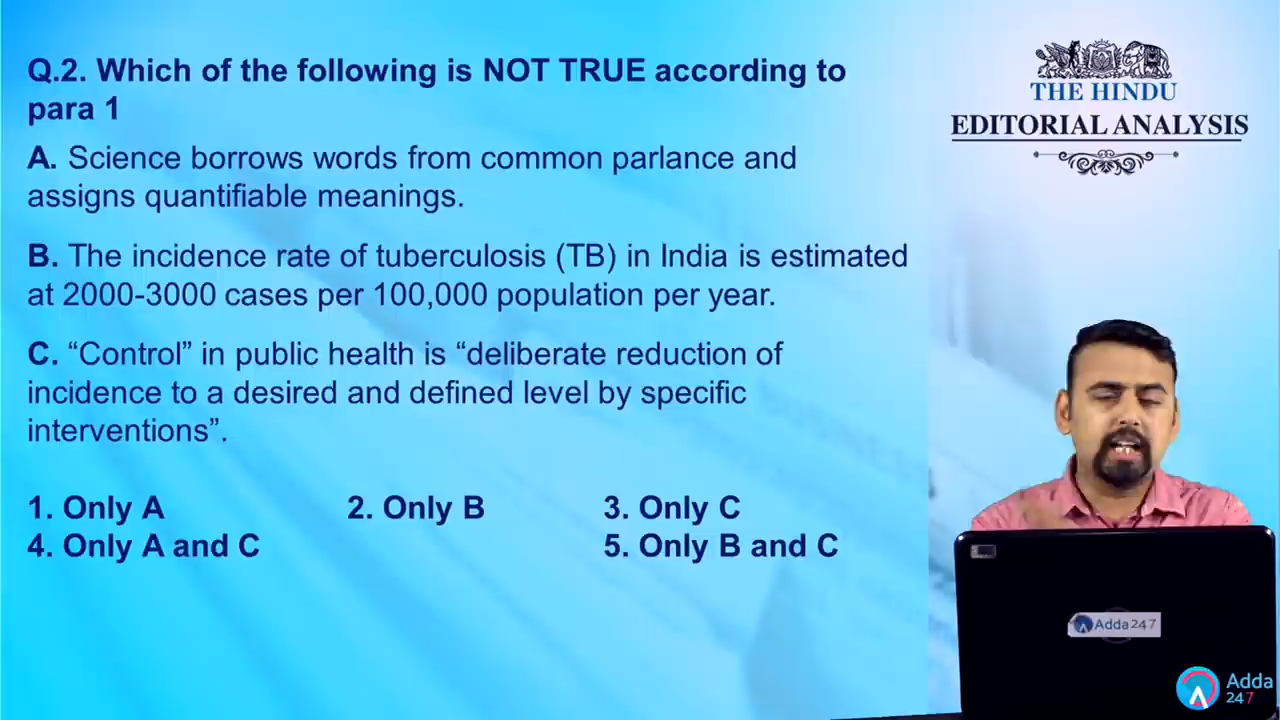 Q.2. Which of the following is NOT TRUE according to
para 1
A. Science borrows words from common parlance and
assigns quantifiable meanings.
B. The incidence rate of tuberculosis (TB) in India is estimated
at 2000-3000 cases per 100,000 population per year.
C. “Control” in public health is “deliberate reduction of
incidence to a desired and defined level by specific
interventions”.
1. Only A 2. Only B 3. Only C
4. Only A and C 5. Only B and C
THE HINDU
EDITORIAL ANALYSIS
BUSINESS
Adda247
Adda
247